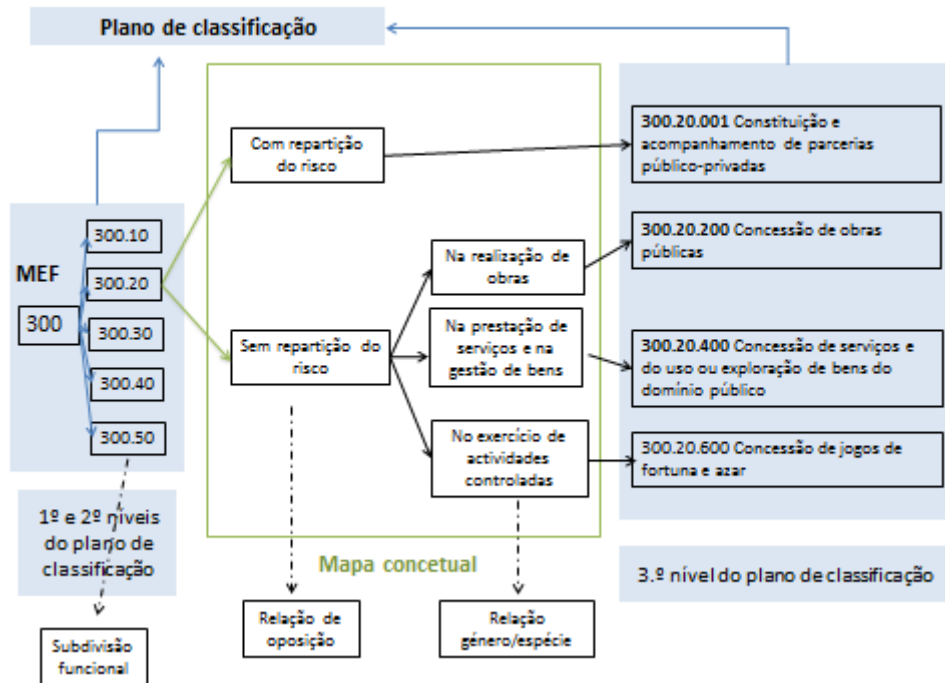 Plano de classificação
MEF
300
300.10
300.20
300.30
300.40
300.50
1º e 2º níveis
do plano de
classificação
Subdivisão
funcional
Com repartição
do risco
Sem repartição do
risco
Na realização de
obras
Na prestação de
serviços e na
gestão de bens
No exercício de
actividades
controladas
Mapa concetual
Relação de
oposição
Relação
género/espécie
300.20.001 Constituição e
acompanhamento de parcerias
público-privadas
300.20.200 Concessão de obras
públicas
300.20.400 Concessão de serviços e
do uso ou exploração de bens do
domínio público
300.20.600 Concessão de jogos de
fortuna e azar
3.º nível do plano de classificação